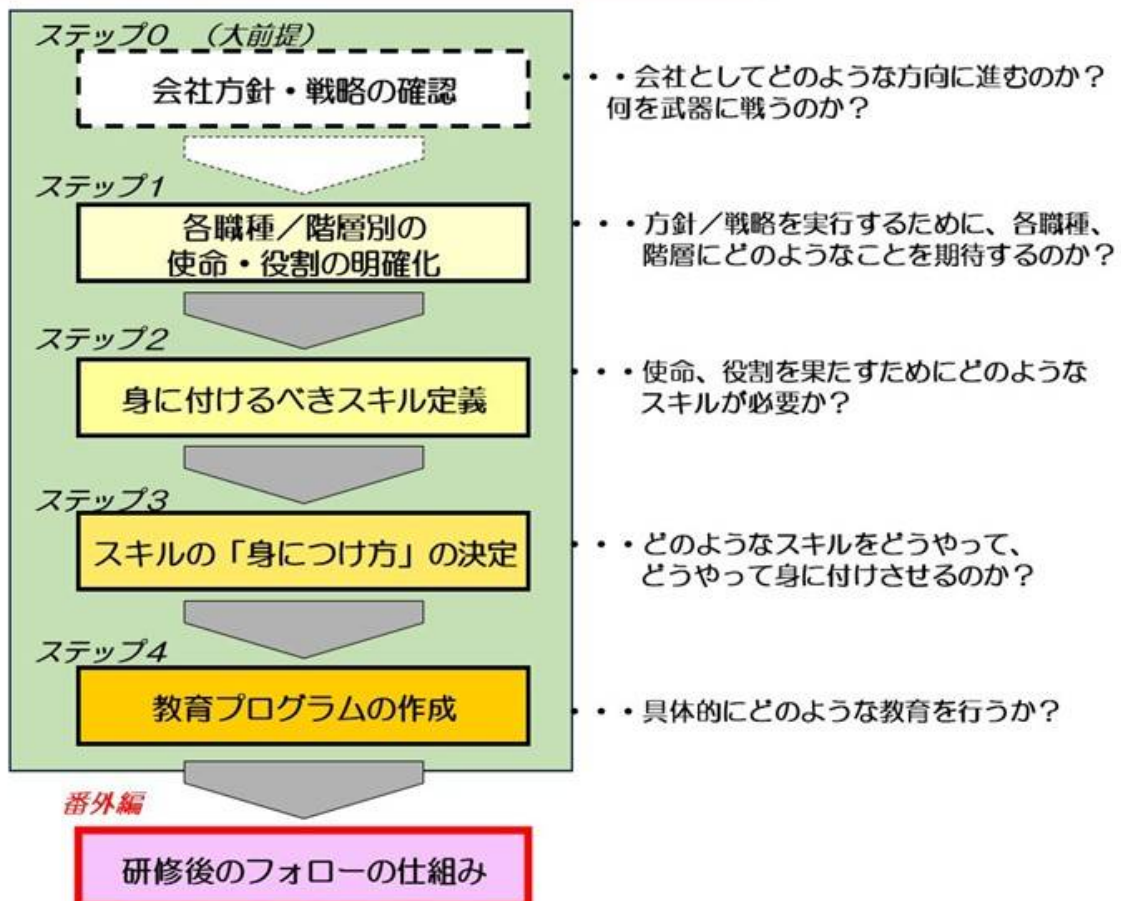 ステップ0 （大前提）
会社方針・戦略の確認
・・・会社としてどのような方向に進むのか？
何を武器に戦うのか？
ステップ1
各職種／階層別の
使命・役割の明確化
・・・方針／戦略を実行するために、各職種、
階層にどのようなことを期待するのか？
ステップ2
身に付けるべきスキル定義
・・・使命、役割を果たすためにどのような
スキルが必要か？
ステップ3
スキルの「身につけ方」の決定
・・・どのようなスキルをどうやって、
どうやって身に付けさせるのか？
ステップ4
教育プログラムの作成
・・・具体的にどのような教育を行うか？
番外編
研修後のフォローの仕組み